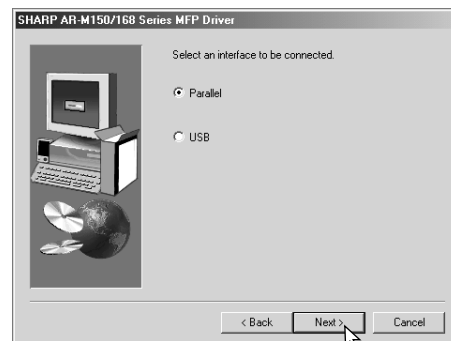 SHARP AR-M150/168 Series MFP Driver
Select an interface to be connected.
Parallel
USB
< Back Next > Cancel